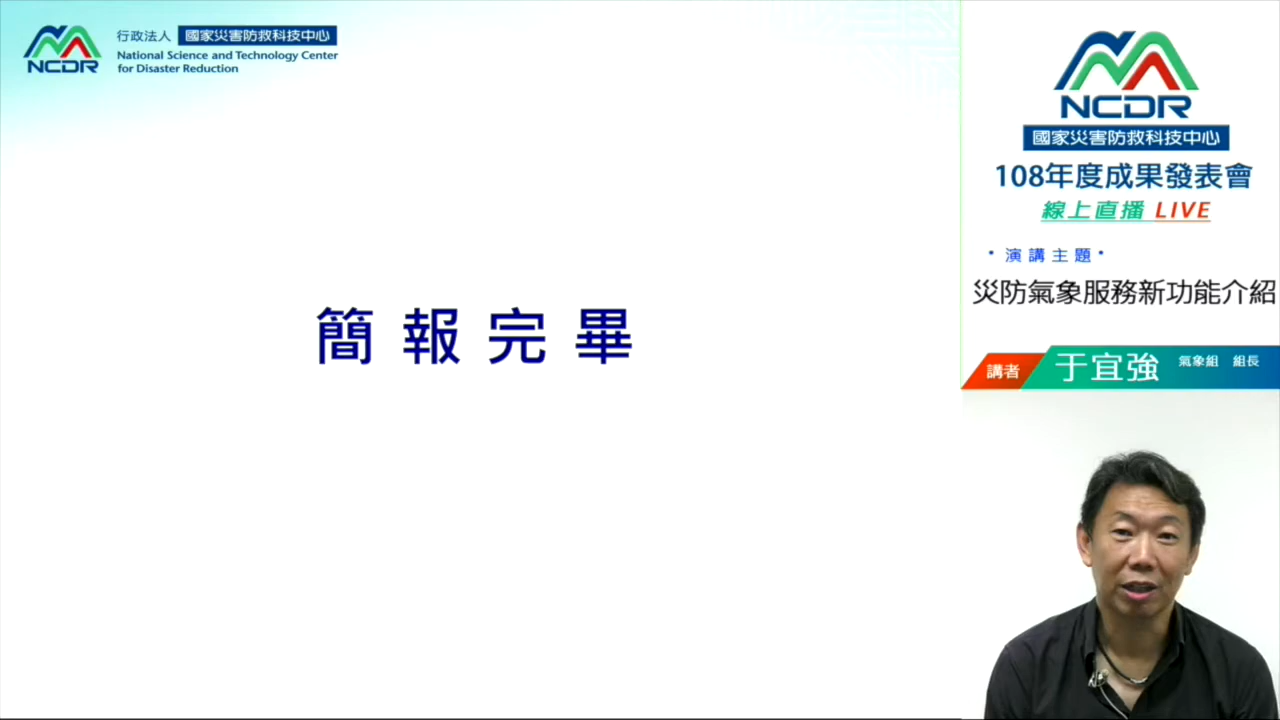 NCDR
行政法人 國家災害防救科技中心
National Science and Technology Center
for Disaster Reduction
簡報完畢
NCDR
國家災害防救科技中心
108年度成果發表會
線上直播 LIVE
•演講主題•
災防氣象服務新功能介紹
講者 于宜強 氣象組 組長